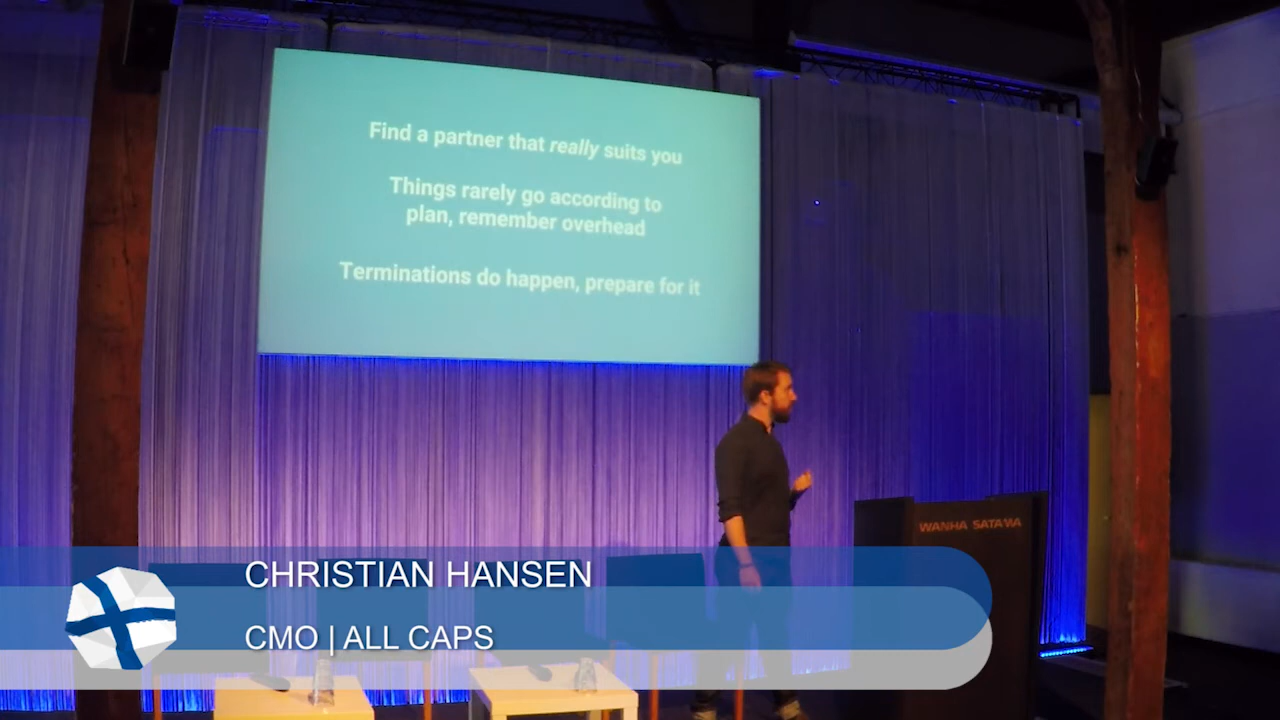 Find a partner that really suits you
Things rarely go according to
plan, remember overhead
Terminations do happen, prepare for it
WANHA SATAMA
CHRISTIAN HANSEN
CMO | ALL CAPS